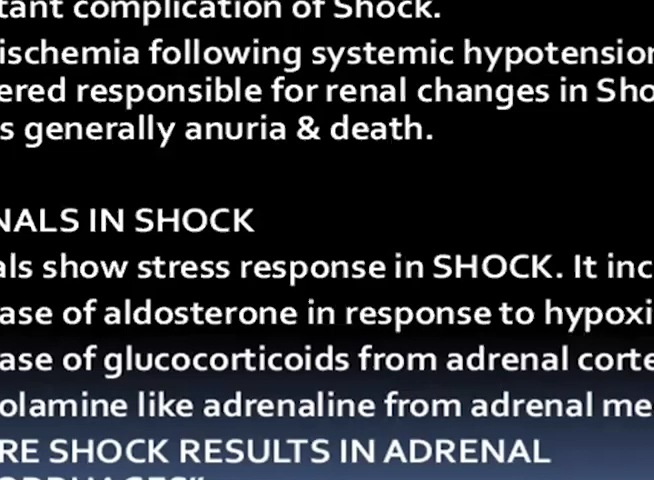 tant complication of Shock.
ischemia following systemic hypotension
ered responsible for renal changes in Sho
s generally anuria & death.
NALS IN SHOCK
als show stress response in SHOCK. It inc
ase of aldosterone in response to hypoxi
ase of glucocorticoids from adrenal corte
olamine like adrenaline from adrenal me
RE SHOCK RESULTS IN ADRENAL